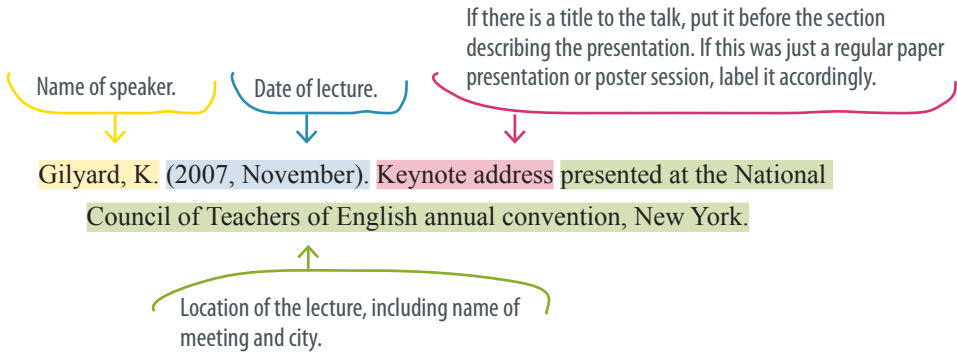 If there is a title to the talk, put it before the section
describing the presentation. If this was just a regular paper
presentation or poster session, label it accordingly.
Name of speaker.
Date of lecture.
Gilyard, K. (2007, November). Keynote address presented at the National
Council of Teachers of English annual convention, New York.
Location of the lecture, including name of
meeting and city.